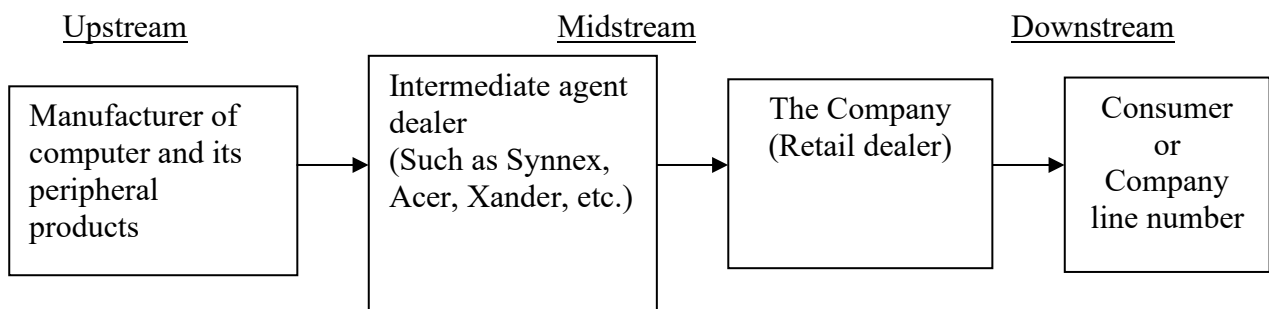 Upstream
Midstream
Downstream
Manufacturer of
computer and its
peripheral
products
Intermediate agent
dealer
(Such as Synnex,
Acer, Xander, etc.)
The Company
(Retail dealer)
Consumer
or
Company
line number